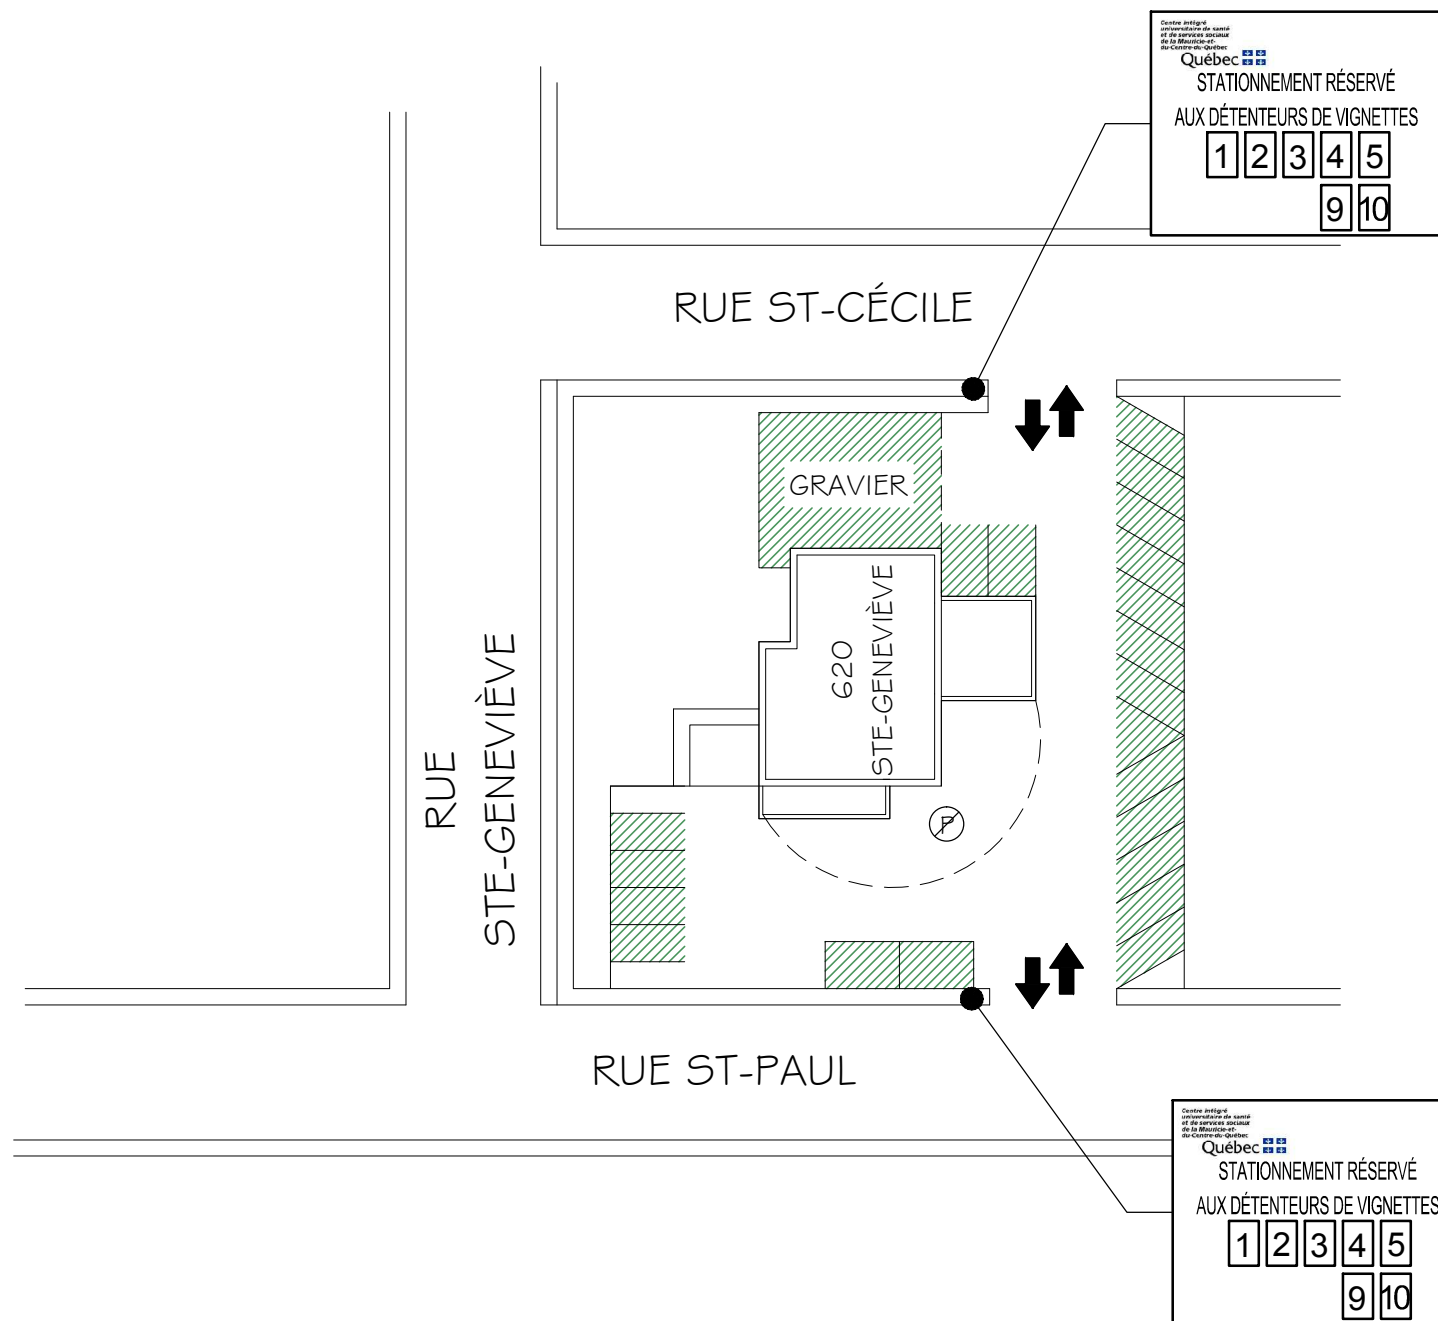 Centre intégré
universitaire de santé
et de services sociaux
de la Mauricie-et-
du-Centre-du-Québec
Québec
STATIONNEMENT RÉSERVÉ
AUX DÉTENTEURS DE VIGNETTES
1 2 3 4 5
9 10
RUE ST-CÉCILE
GRAVIER
620
STE-GENEVIÈVE
RUE
STE-GENEVIÈVE
P
RUE ST-PAUL
Centre intégré
universitaire de santé
et de services sociaux
de la Mauricie-et-
du-Centre-du-Québec
Québec
STATIONNEMENT RÉSERVÉ
AUX DÉTENTEURS DE VIGNETTES
1 2 3 4 5
9 10